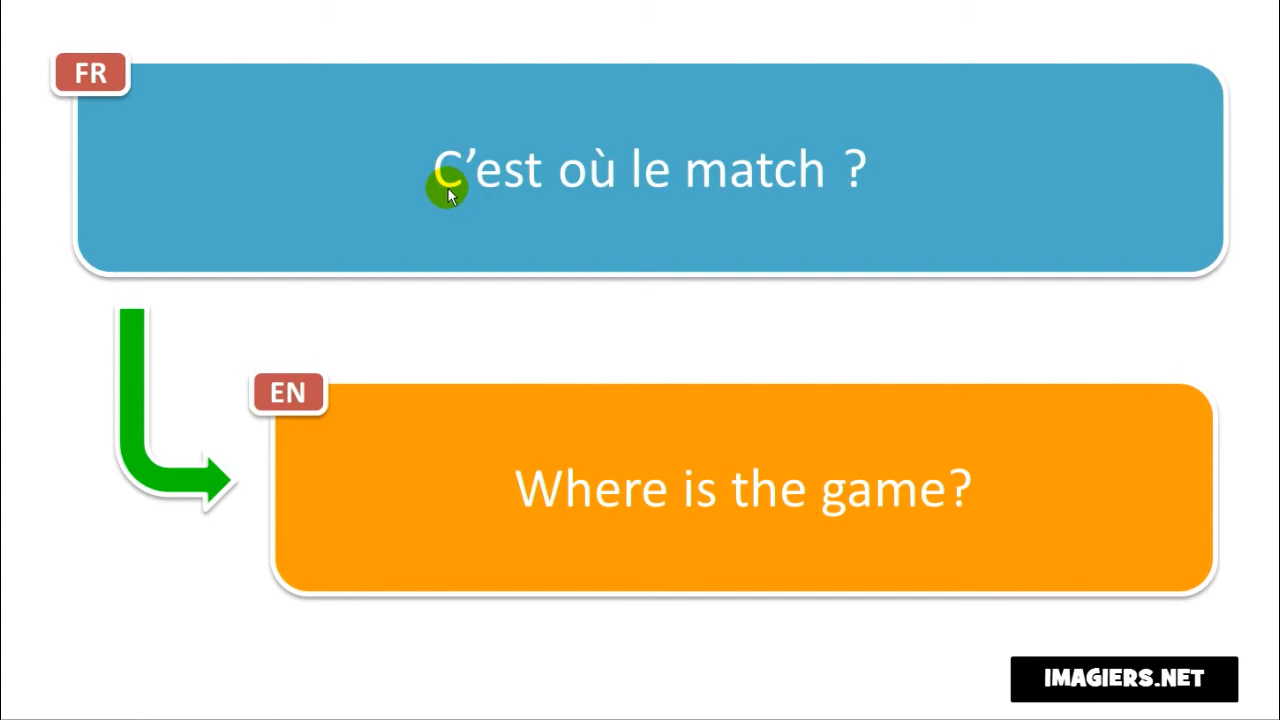 FR
C’est où le match ?
EN
Where is the game?
IMAGIERS.NET